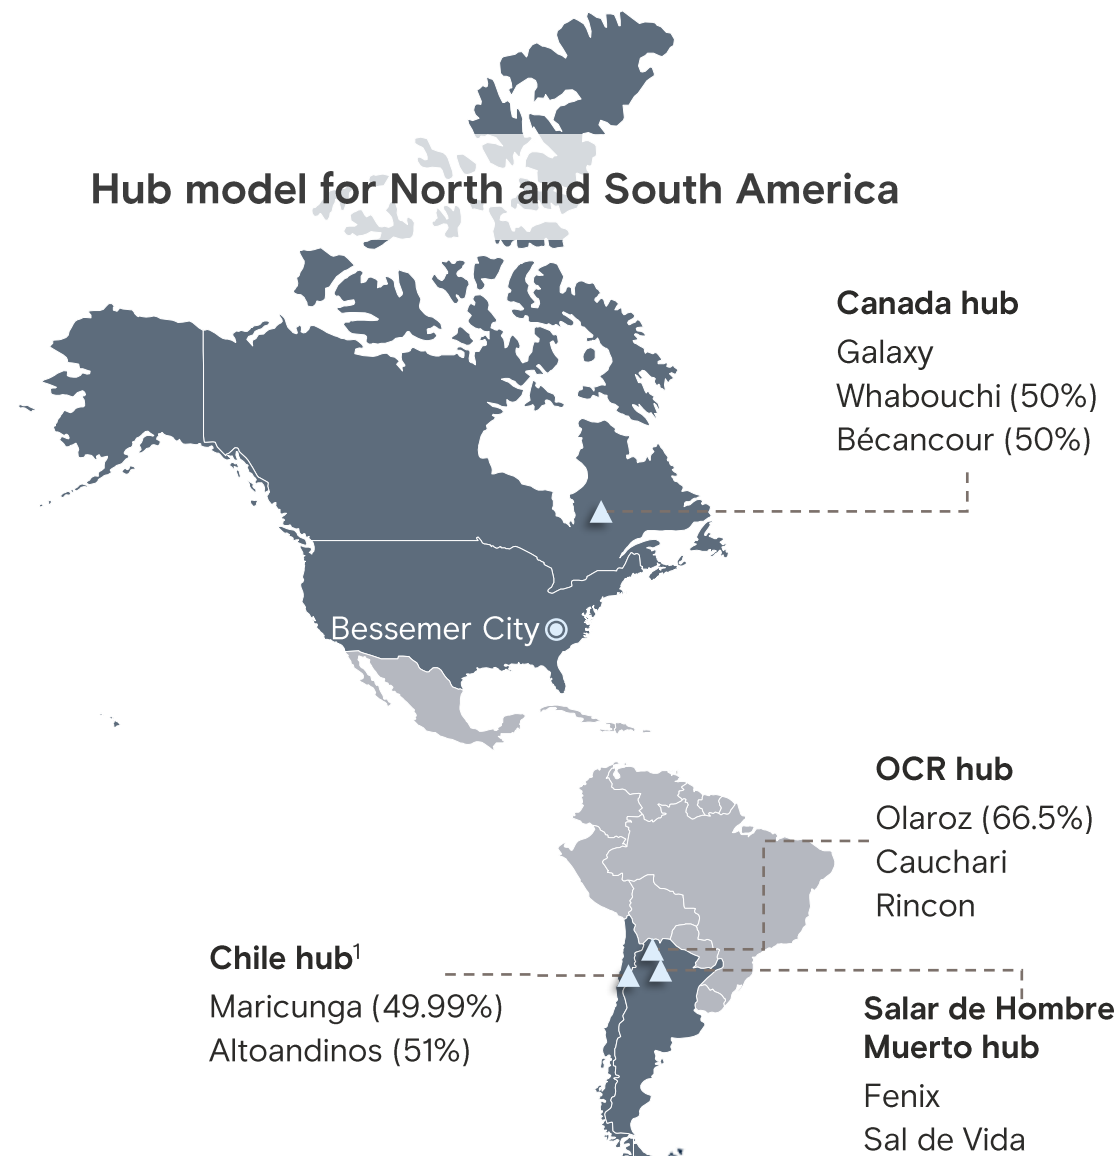 Hub model for North and South America
Canada hub
Galaxy
Whabouchi (50%)
Bécancour (50%)
Bessemer City
OCR hub
Olaroz (66.5%)
Cauchari
Rincon
Chile hub¹
Maricunga (49.99%)
Altoandinos (51%)
Salar de Hombre
Muerto hub
Fenix
Sal de Vida